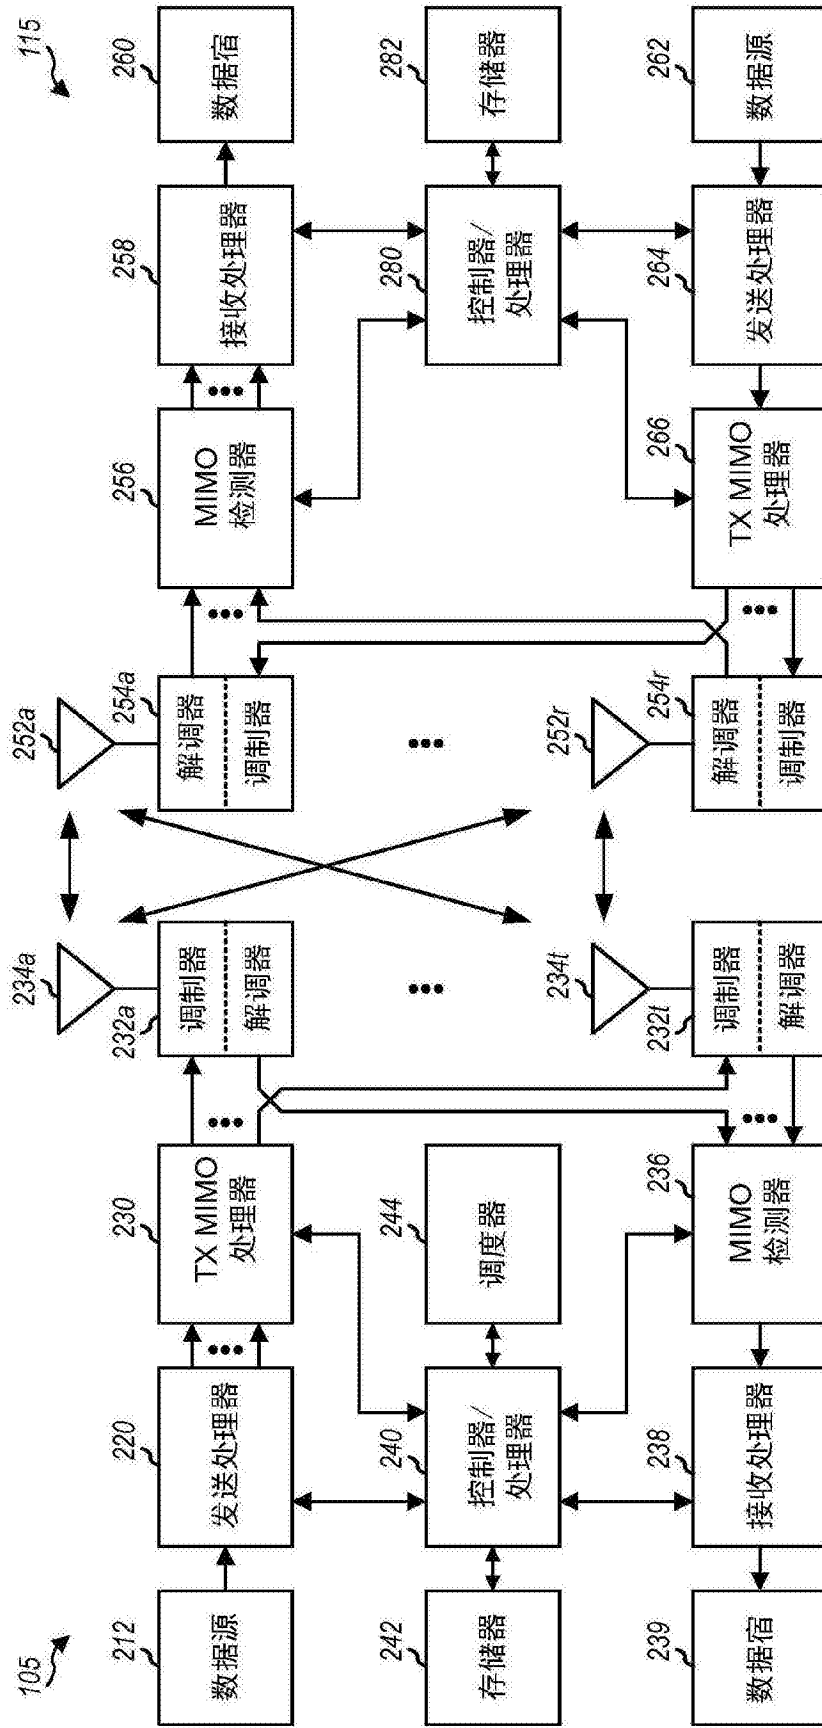 105
234a
252a
115
212
220
230
232a
254a
256
258
260
数据源
发送处理器
TX MIMO
处理器
调制器
解调器
解调器
调制器
MIMO
检测器
接收处理器
数据宿
242
240
244
280
282
存储器
控制器/
处理器
调度器
控制器/
处理器
存储器
234t
252r
239
238
236
232t
254r
266
264
262
数据宿
接收处理器
MIMO
检测器
调制器
解调器
解调器
调制器
TX MIMO
处理器
发送处理器
数据源